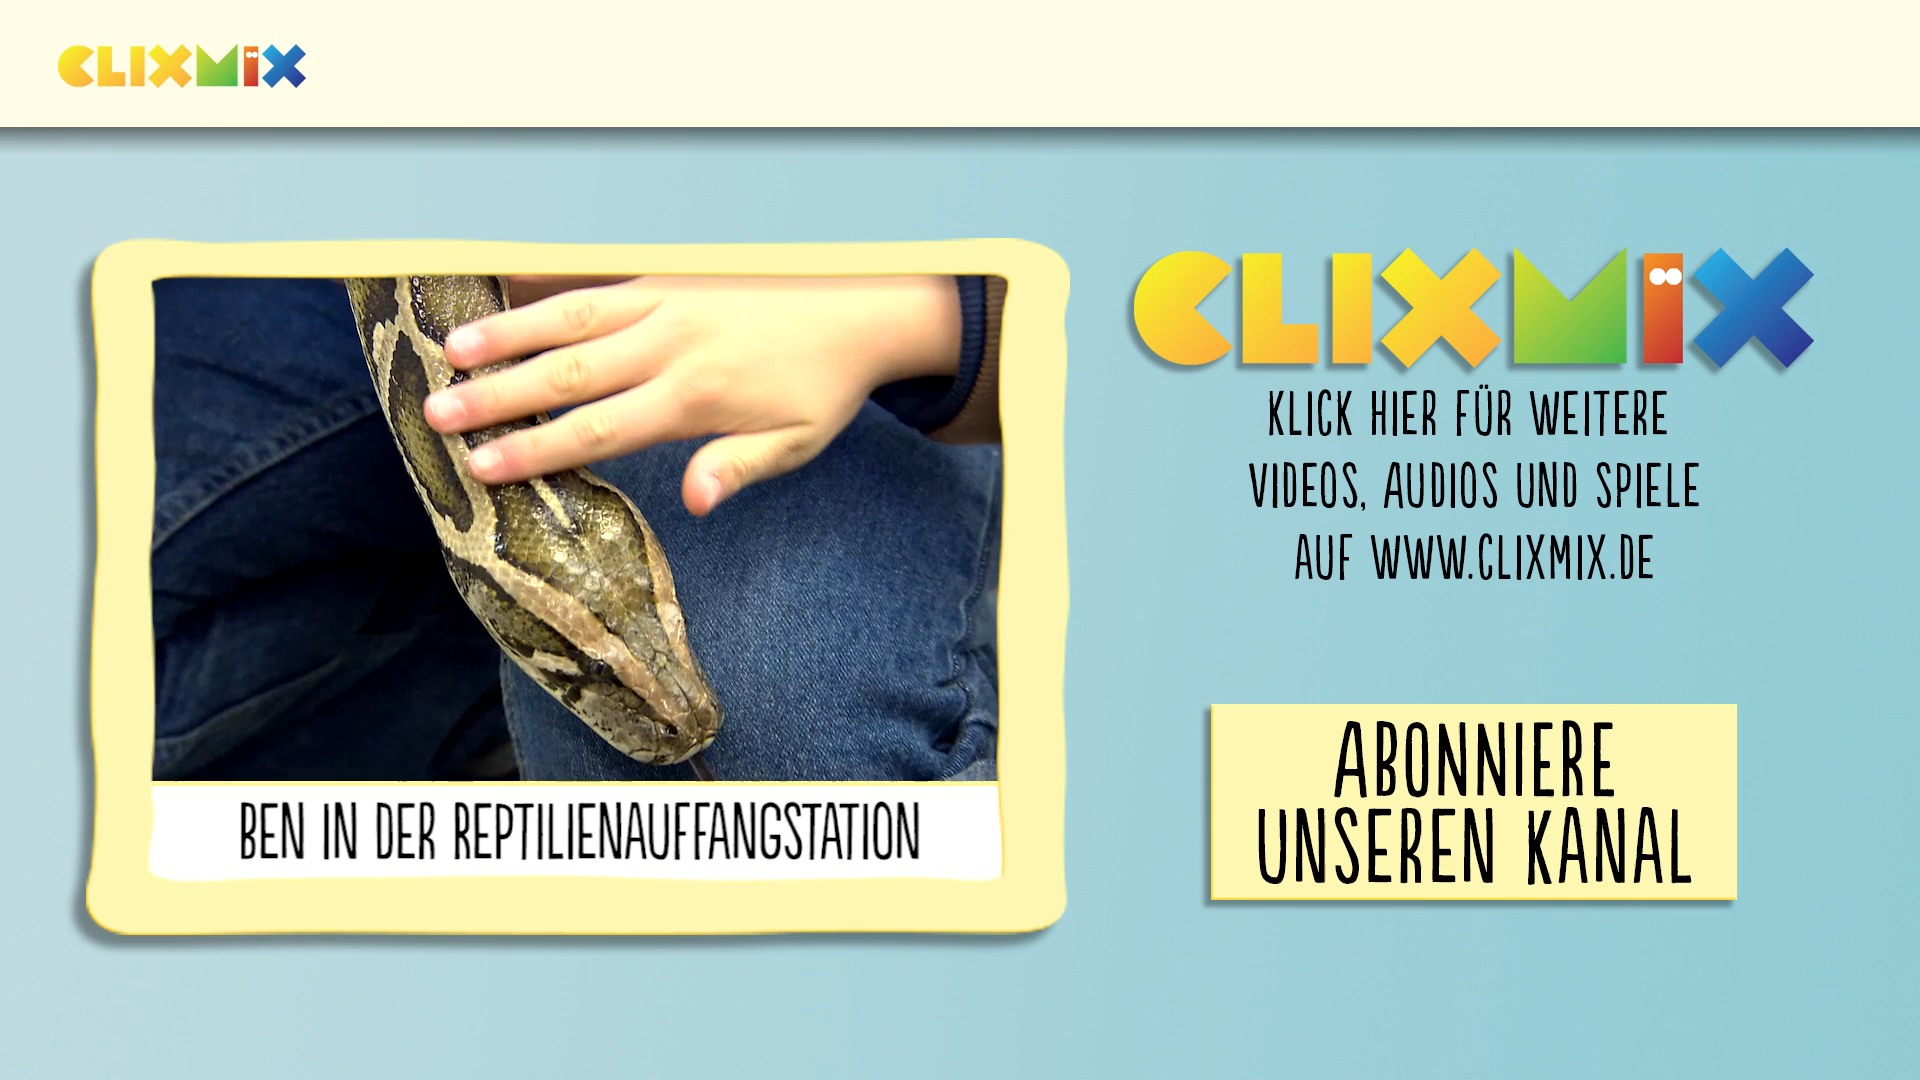 CLIXMIX
CLIXMIX
KLICK HIER FÜR WEITERE
VIDEOS, AUDIOS UND SPIELE
AUF WWW.CLIXMIX.DE
BEN IN DER REPTILIENAUFFANGSTATION
ABONNIERE
UNSEREN KANAL